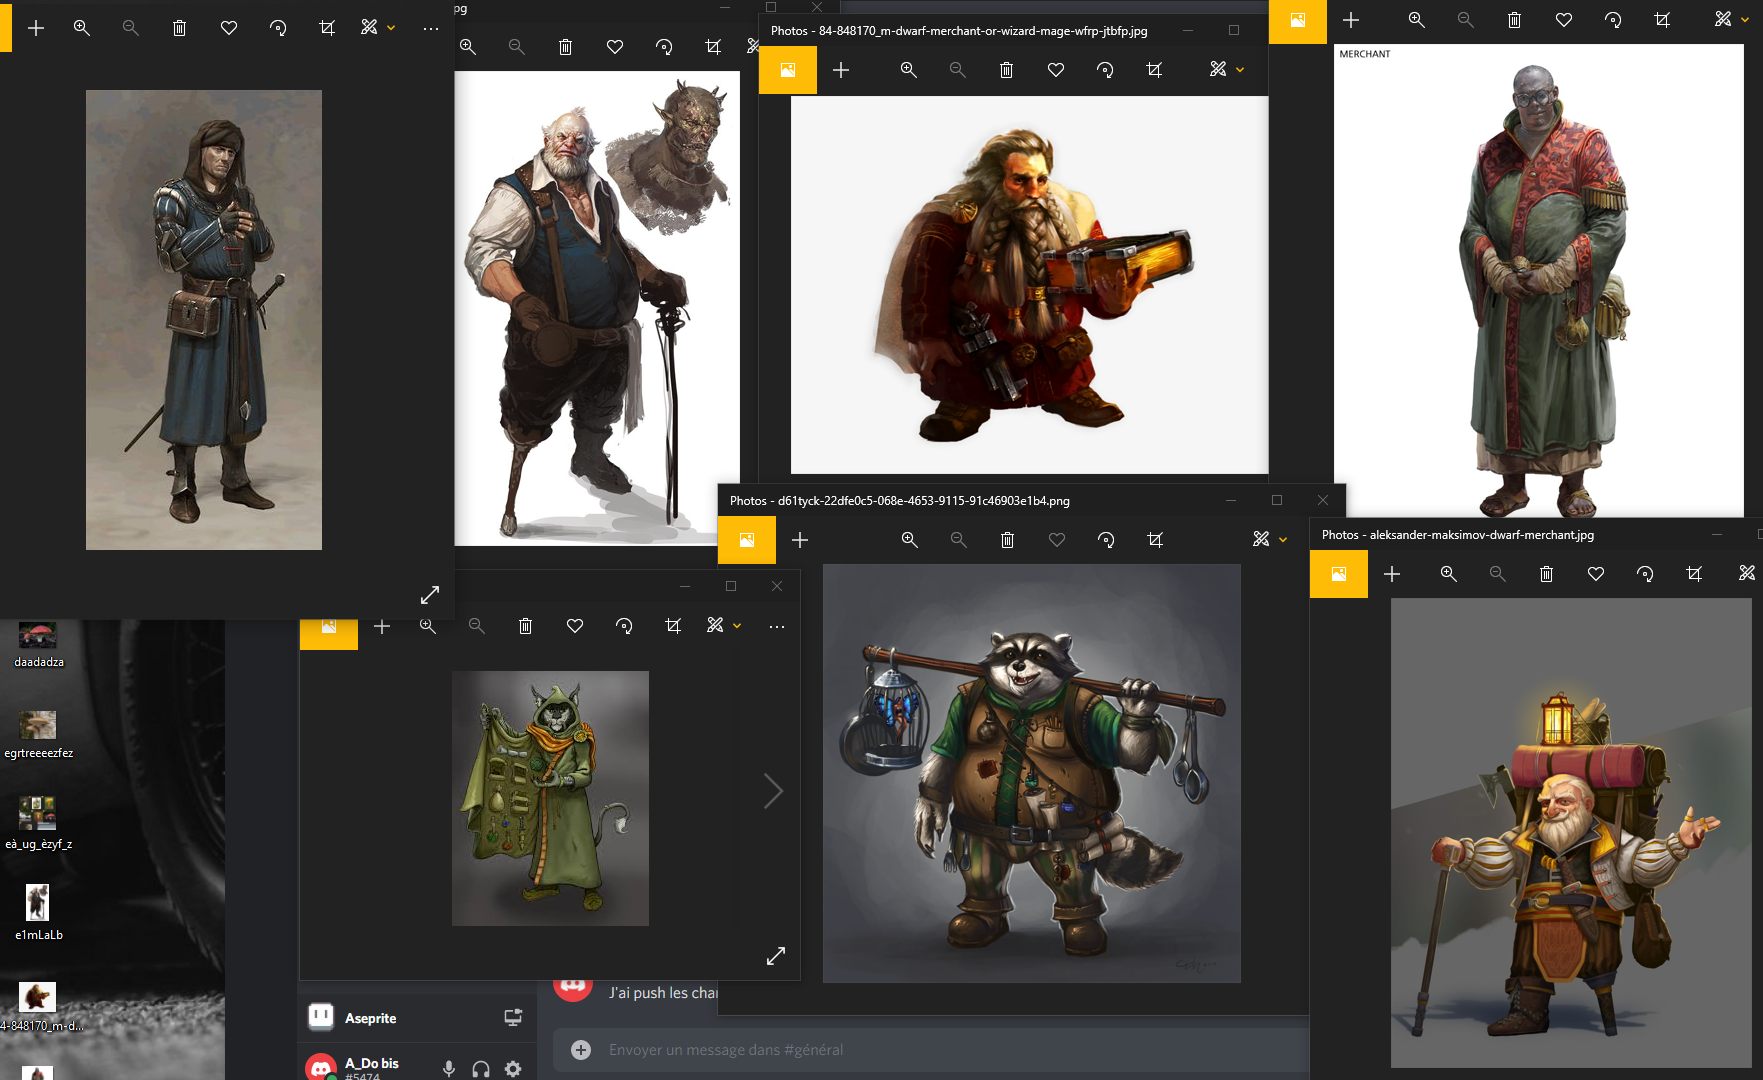 pg
Photos - 84-848170_m-dwarf-merchant-or-wizard-mage-wfrp-jtbfp.jpg
MERCHANT
Photos - d61tyck-22dfe0c5-068e-4653-9115-91c46903e1b4.png
Photos - aleksander-maksimov-dwarf-merchant.jpg
daadadza
egrtreeeezfez
eà_ug_èzyf_z
e1mLaLb
4-848170_m-d...
J'ai push les char
Aseprite
Envoyer un message dans #général
A_Do bis
#5474